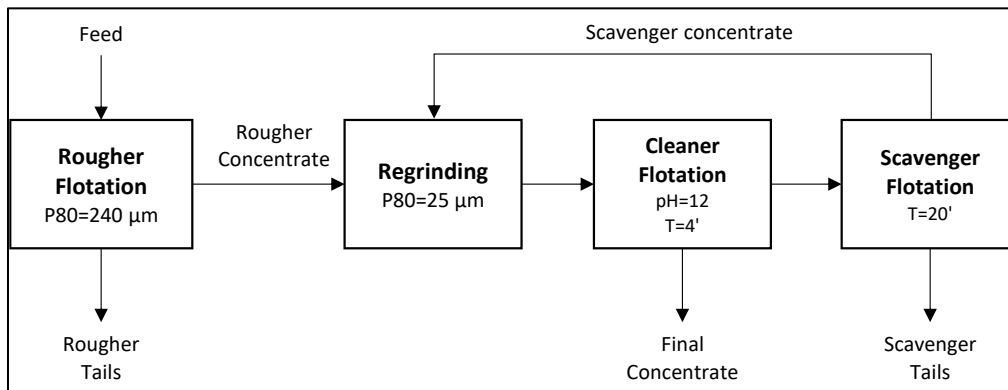 Feed
Scavenger concentrate
Rougher
Flotation
P80=240 µm
Rougher
Concentrate
Regrinding
P80=25 µm
Cleaner
Flotation
pH=12
T=4'
Scavenger
Flotation
T=20'
Rougher
Tails
Final
Concentrate
Scavenger
Tails